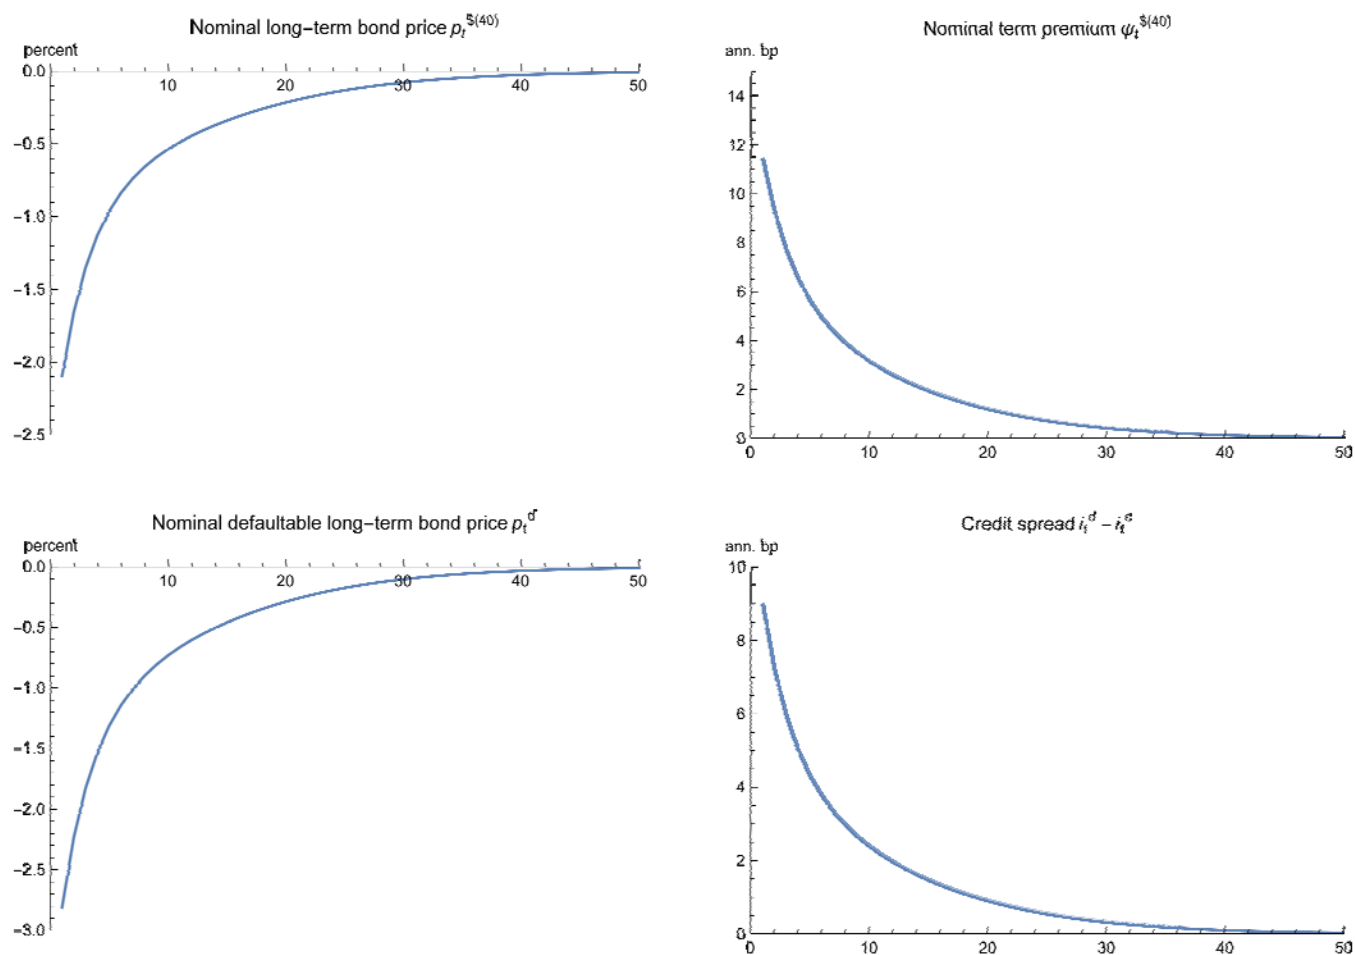 Nominal long-term bond price p_t^$(40)
percent
0.0
10 20 30 40 50
-0.5
-1.0
-1.5
-2.0
-2.5
Nominal term premium ψ_t^$(40)
ann. bp
14
12
10
8
6
4
2
0
0 10 20 30 40 50
Nominal defaultable long-term bond price p_t^d
percent
0.0
10 20 30 40 50
-0.5
-1.0
-1.5
-2.0
-2.5
-3.0
Credit spread i_t^d - i_t^c
ann. bp
10
8
6
4
2
0
0 10 20 30 40 50